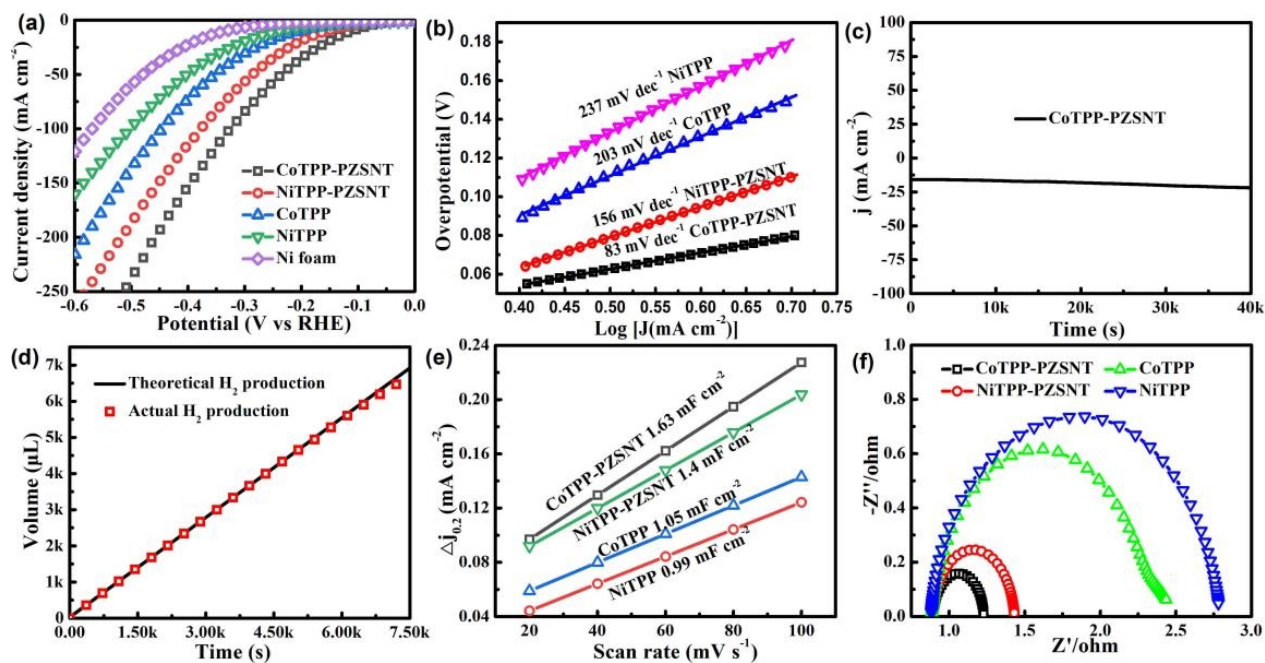 (a)
0
-50
-100
-150
-200
-250
Current density (mA cm⁻²)
CoTPP-PZSNT
NiTPP-PZSNT
CoTPP
NiTPP
Ni foam
-0.6 -0.5 -0.4 -0.3 -0.2 -0.1 0.0
Potential (V vs RHE)
(b)
0.18
0.16
0.14
0.12
0.10
0.08
0.06
Overpotential (V)
237 mV dec⁻¹ NiTPP
203 mV dec⁻¹ CoTPP
156 mV dec⁻¹ NiTPP-PZSNT
83 mV dec⁻¹ CoTPP-PZSNT
0.40 0.45 0.50 0.55 0.60 0.65 0.70 0.75
Log [J(mA cm⁻²)]
(c)
100
75
50
25
0
-25
-50
-75
-100
j (mA cm⁻²)
CoTPP-PZSNT
0 10k 20k 30k 40k
Time (s)
(d)
7k
6k
5k
4k
3k
2k
1k
0
Volume (µL)
Theoretical H₂ production
Actual H₂ production
0.00 1.50k 3.00k 4.50k 6.00k 7.50k
Time (s)
(e)
0.24
0.20
0.16
0.12
0.08
0.04
△j₀.₂ (mA cm⁻²)
CoTPP-PZSNT 1.63 mF cm⁻²
NiTPP-PZSNT 1.4 mF cm⁻²
CoTPP 1.05 mF cm⁻²
NiTPP 0.99 mF cm⁻²
20 40 60 80 100
Scan rate (mV s⁻¹)
(f)
1.0
0.8
0.6
0.4
0.2
0.0
-Z''/ohm
CoTPP-PZSNT CoTPP
NiTPP-PZSNT NiTPP
1.0 1.5 2.0 2.5 3.0
Z'/ohm